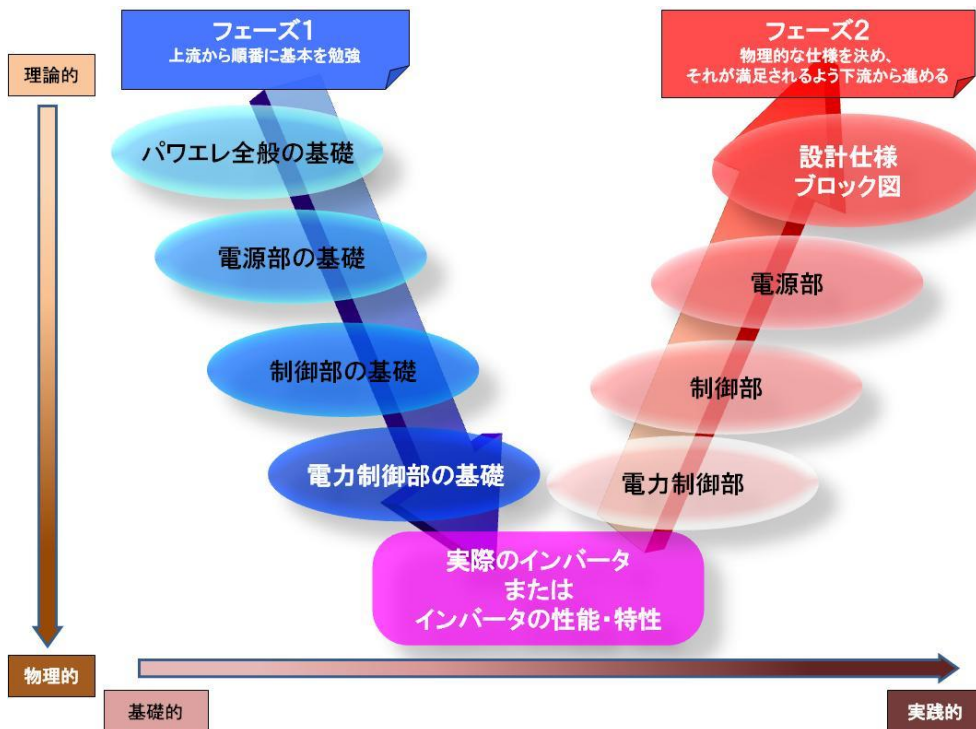 フェーズ1
上流から順番に基本を勉強
フェーズ2
物理的な仕様を決め、
それが満足されるよう下流から進める
理論的
パワエレ全般の基礎
電源部の基礎
制御部の基礎
電力制御部の基礎
設計仕様
ブロック図
電源部
制御部
電力制御部
実際のインバータ
または
インバータの性能・特性
物理的
基礎的
実践的